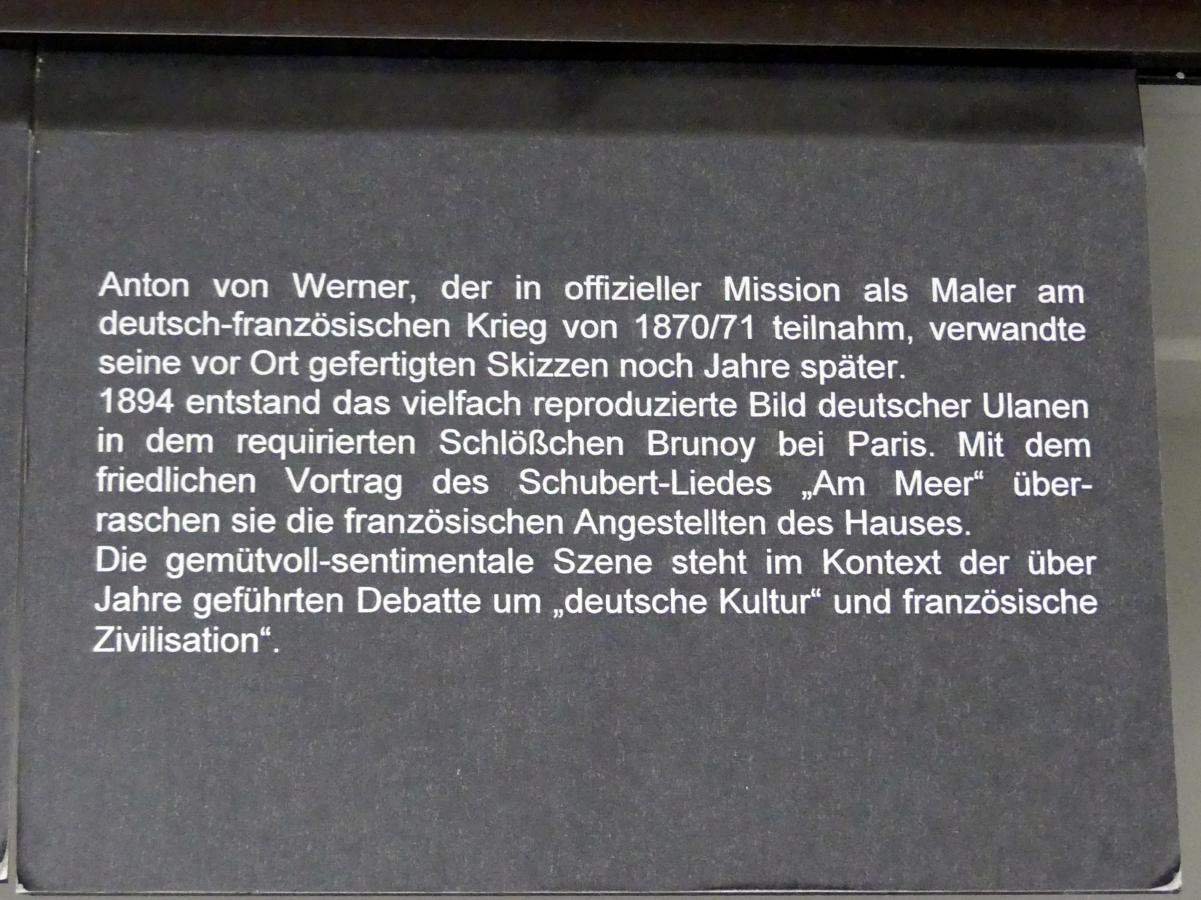 Anton von Werner, der in offizieller Mission als Maler am
deutsch-französischen Krieg von 1870/71 teilnahm, verwandte
seine vor Ort gefertigten Skizzen noch Jahre später.
1894 entstand das vielfach reproduzierte Bild deutscher Ulanen
in dem requirierten Schlößchen Brunoy bei Paris. Mit dem
friedlichen Vortrag des Schubert-Liedes „Am Meer“ über-
raschen sie die französischen Angestellten des Hauses.
Die gemütvoll-sentimentale Szene steht im Kontext der über
Jahre geführten Debatte um „deutsche Kultur“ und französische
Zivilisation“.